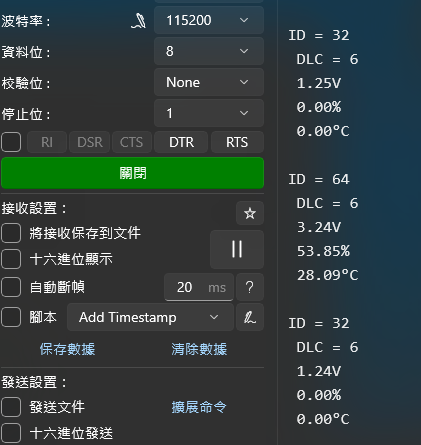 波特率：
115200
資料位：
8
校驗位：
None
停止位：
1
RI DSR CTS DTR RTS
關閉
接收設置：
將接收保存到文件
十六進位顯示
自動斷幀
20 ms
?
腳本
Add Timestamp
保存數據
清除數據
發送設置：
發送文件
擴展命令
十六進位發送
ID = 32
DLC = 6
1.25V
0.00%
0.00°C
ID = 64
DLC = 6
3.24V
53.85%
28.09°C
ID = 32
DLC = 6
1.24V
0.00%
0.00°C